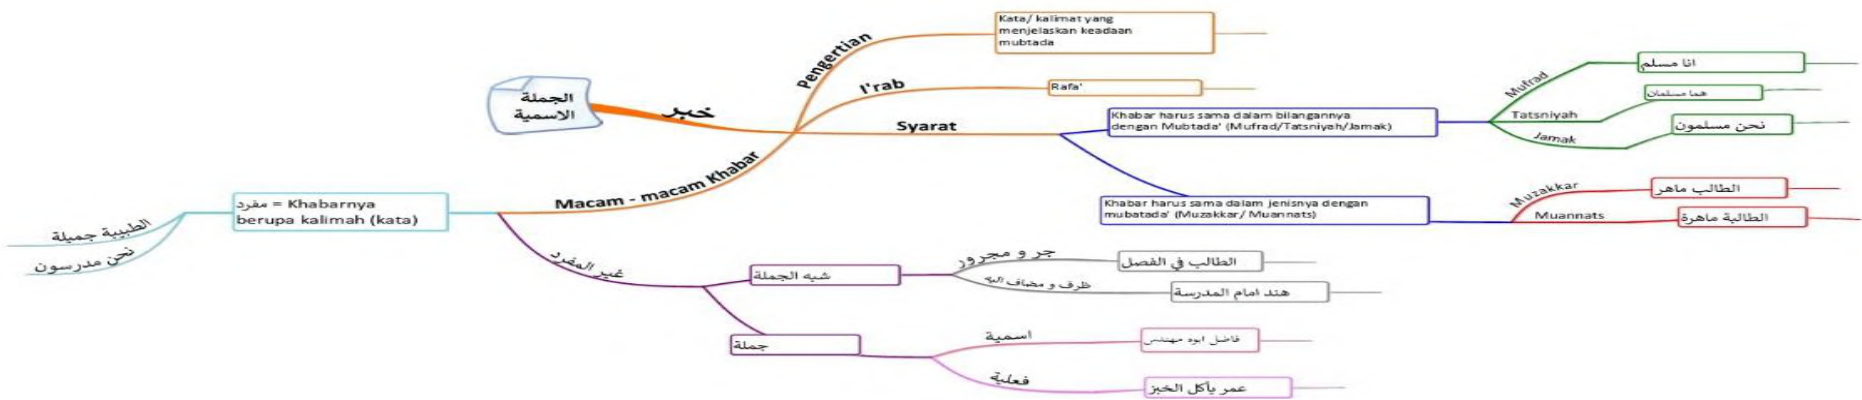 الجملة
الاسمية
خبر
Pengertian
Kata/ kalimat yang
menjelaskan keadaan
mubtada
I'rab
Rafa'
Syarat
Khabar harus sama dalam bilangannya
dengan Mubtada' (Mufrad/Tatsniyah/Jamak)
Mufrad
انا مسلم
Tatsniyah
هما مسلمان
Jamak
نحن مسلمون
Khabar harus sama dalam jenisnya dengan
mubatada' (Muzakkar/ Muannats)
Muzakkar
الطالب ماهر
Muannats
الطالبة ماهرة
Macam - macam Khabar
مفرد = Khabarnya
berupa kalimah (kata)
الطبيبة جميلة
نحن مدرسون
غير المفرد
شبه الجملة
جر و مجرور
الطالب في الفصل
ظرف و مضاف اليه
هند امام المدرسة
جملة
اسمية
فاضل ابوه مهندس
فعلية
عمر يأكل الخبز